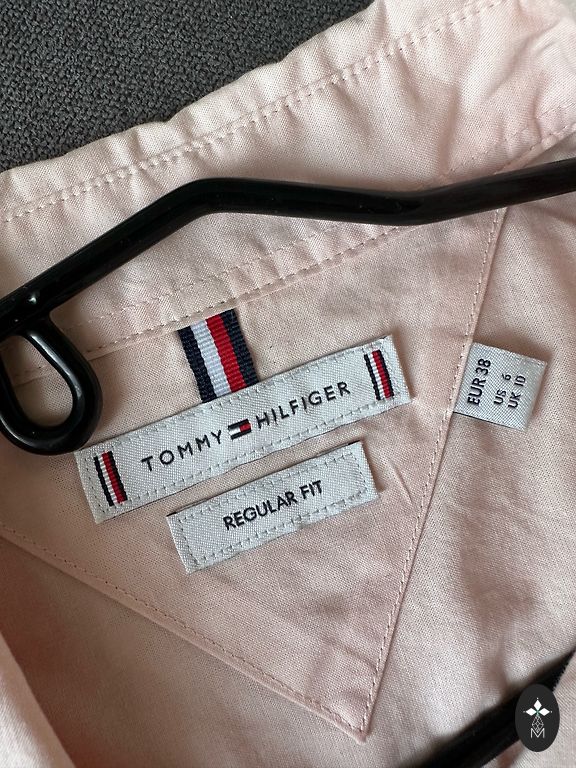 TOMMY HILFIGER
REGULAR FIT
EUR 38
US 6
UK 10
M